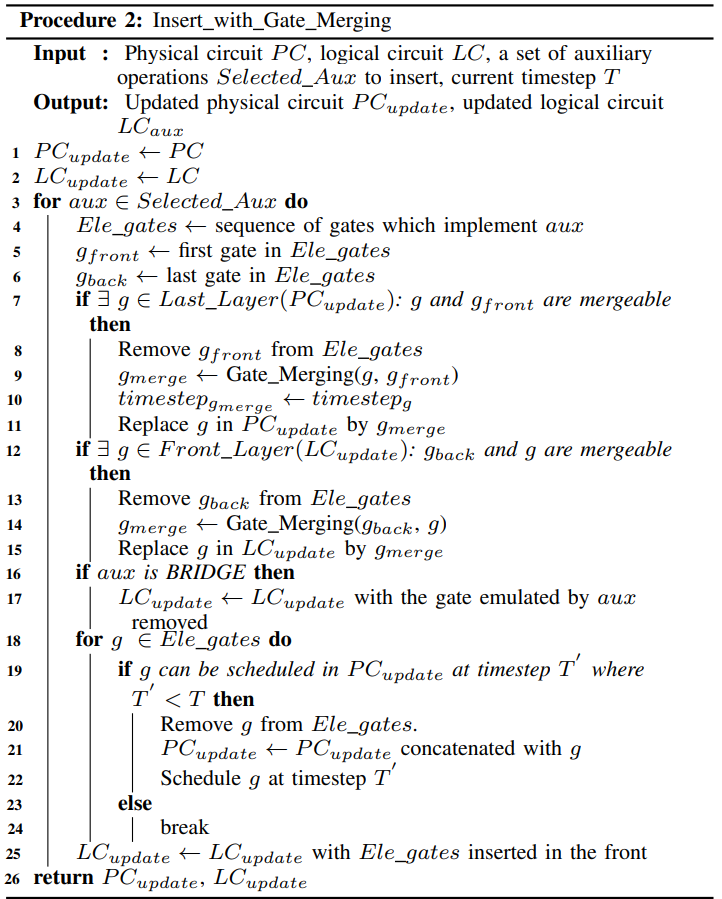 Procedure 2: Insert_with_Gate_Merging
Input : Physical circuit PC, logical circuit LC, a set of auxiliary
operations Selected_Aux to insert, current timestep T
Output: Updated physical circuit PC_update, updated logical circuit
LC_aux
1 PC_update ← PC
2 LC_update ← LC
3 for aux ∈ Selected_Aux do
4 Ele_gates ← sequence of gates which implement aux
5 g_front ← first gate in Ele_gates
6 g_back ← last gate in Ele_gates
7 if ∃ g ∈ Last_Layer(PC_update): g and g_front are mergeable
then
8 Remove g_front from Ele_gates
9 g_merge ← Gate_Merging(g, g_front)
10 timestep_g_merge ← timestep_g
11 Replace g in PC_update by g_merge
12 if ∃ g ∈ Front_Layer(LC_update): g_back and g are mergeable
then
13 Remove g_back from Ele_gates
14 g_merge ← Gate_Merging(g_back, g)
15 Replace g in LC_update by g_merge
16 if aux is BRIDGE then
17 LC_update ← LC_update with the gate emulated by aux
removed
18 for g ∈ Ele_gates do
19 if g can be scheduled in PC_update at timestep T′ where
T′ < T then
20 Remove g from Ele_gates.
21 PC_update ← PC_update concatenated with g
22 Schedule g at timestep T′
23 else
24 break
25 LC_update ← LC_update with Ele_gates inserted in the front
26 return PC_update, LC_update